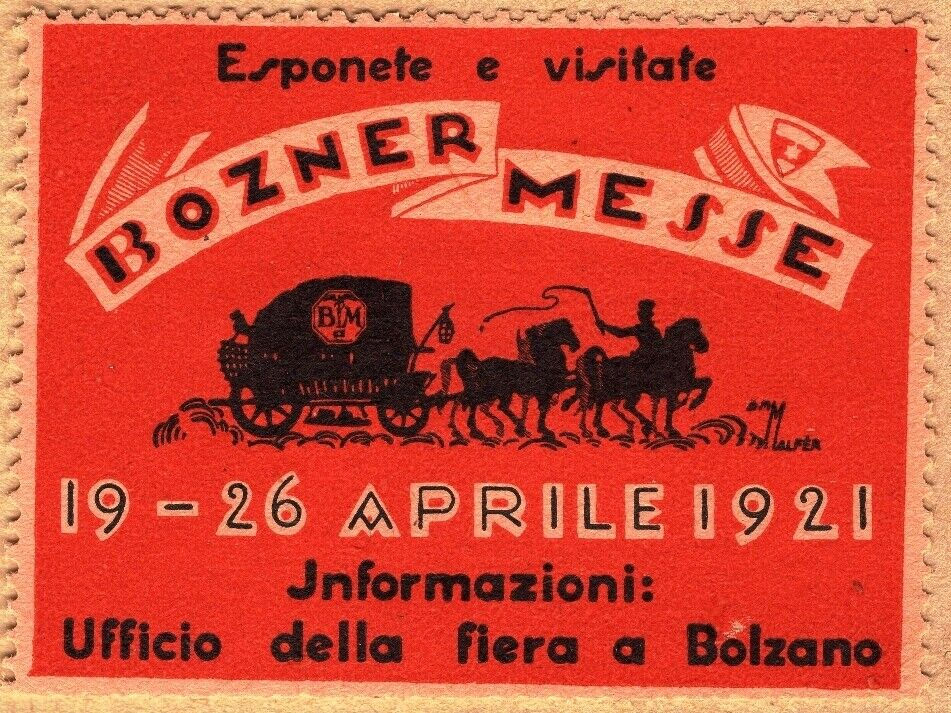 Esponete e visitate
BOZNER MESSE
BM
19 - 26 APRILE 1921
Jnformazioni:
Ufficio della fiera a Bolzano